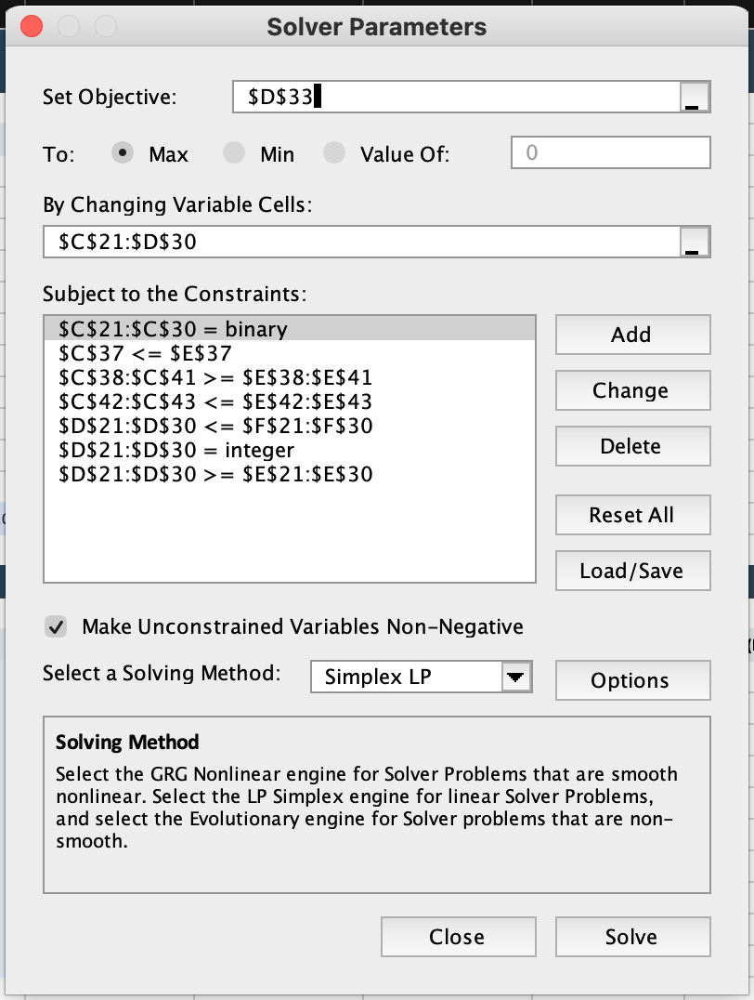 Solver Parameters
Set Objective: $D$33
To: Max Min Value Of: 0
By Changing Variable Cells:
$C$21:$D$30
Subject to the Constraints:
$C$21:$C$30 = binary
$C$37 <= $E$37
$C$38:$C$41 >= $E$38:$E$41
$C$42:$C$43 <= $E$42:$E$43
$D$21:$D$30 <= $F$21:$F$30
$D$21:$D$30 = integer
$D$21:$D$30 >= $E$21:$E$30
Add
Change
Delete
Reset All
Load/Save
Make Unconstrained Variables Non-Negative
Select a Solving Method: Simplex LP Options
Solving Method
Select the GRG Nonlinear engine for Solver Problems that are smooth
nonlinear. Select the LP Simplex engine for linear Solver Problems,
and select the Evolutionary engine for Solver problems that are non-
smooth.
Close Solve